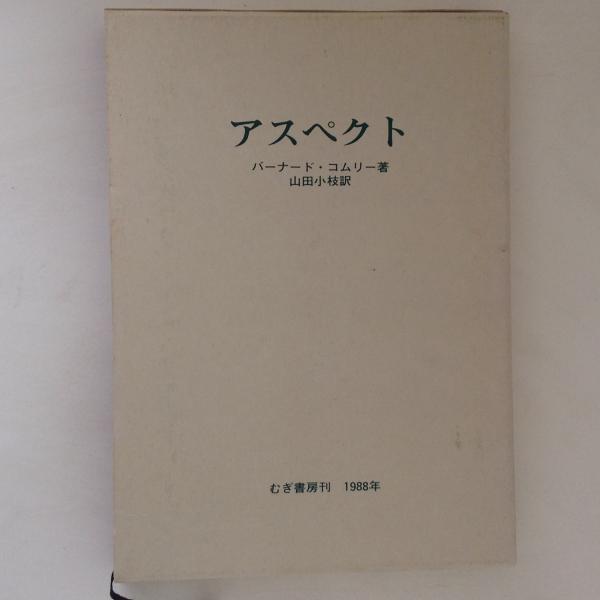 アスペクト
バーナード・コムリー著
山田小枝訳
むぎ書房刊　1988年